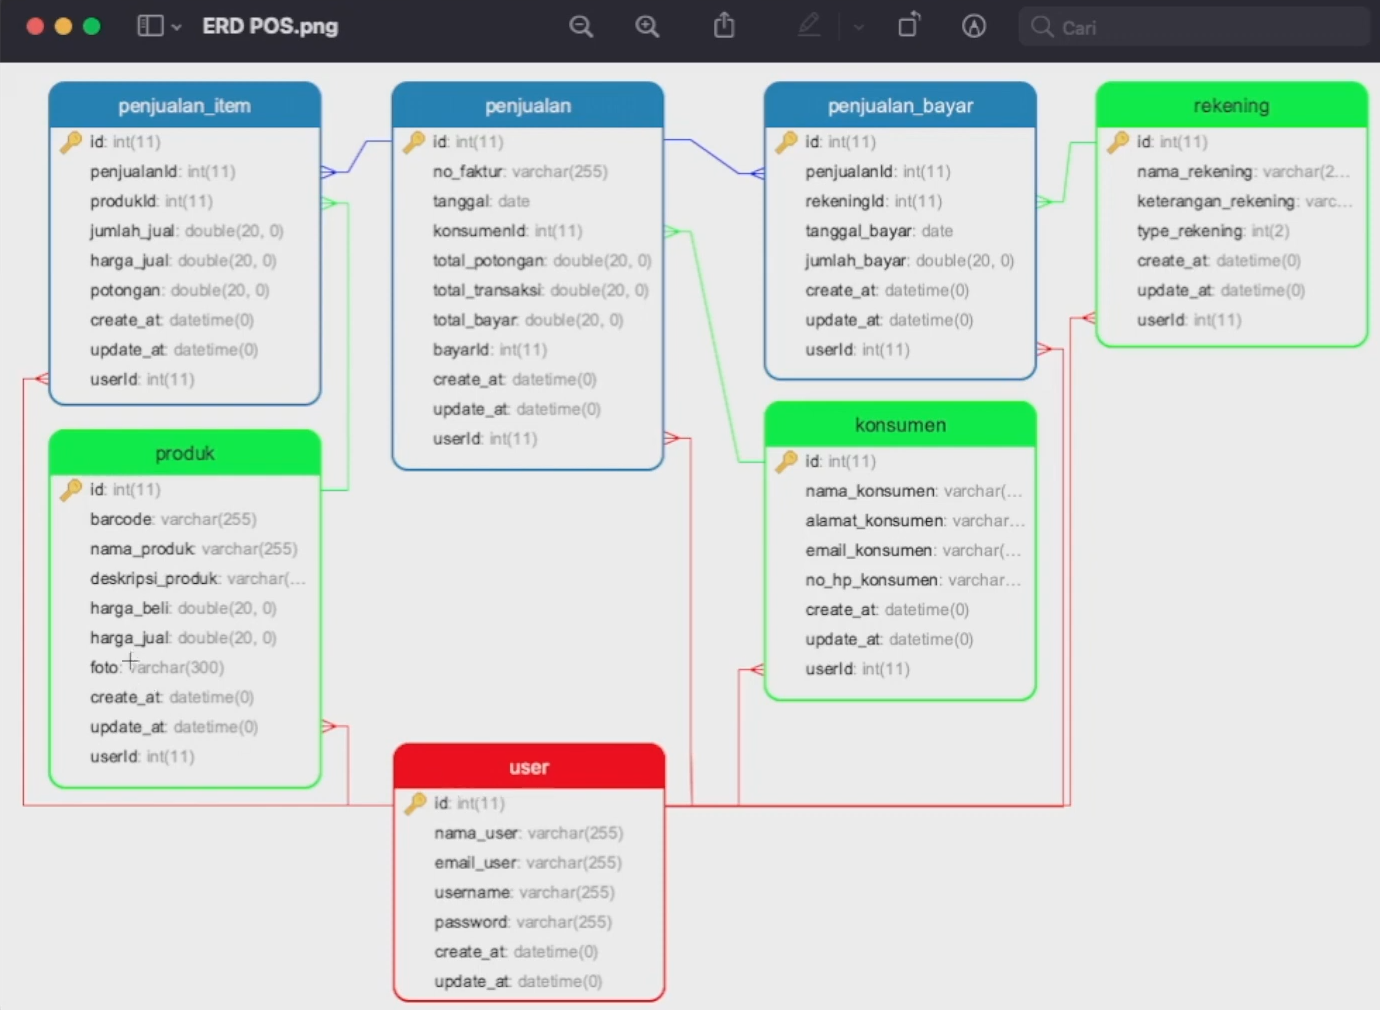 ERD POS.png
Cari
penjualan_item
id: int(11)
penjualanId: int(11)
produkId: int(11)
jumlah_jual: double(20, 0)
harga_jual: double(20, 0)
potongan: double(20, 0)
create_at: datetime(0)
update_at: datetime(0)
userId: int(11)
penjualan
id: int(11)
no_faktur: varchar(255)
tanggal: date
konsumenId: int(11)
total_potongan: double(20, 0)
total_transaksi: double(20, 0)
total_bayar: double(20, 0)
bayarId: int(11)
create_at: datetime(0)
update_at: datetime(0)
userId: int(11)
penjualan_bayar
id: int(11)
penjualanId: int(11)
rekeningId: int(11)
tanggal_bayar: date
jumlah_bayar: double(20, 0)
create_at: datetime(0)
update_at: datetime(0)
userId: int(11)
rekening
id: int(11)
nama_rekening: varchar(2...
keterangan_rekening: varc...
type_rekening: int(2)
create_at: datetime(0)
update_at: datetime(0)
userId: int(11)
produk
id: int(11)
barcode: varchar(255)
nama_produk: varchar(255)
deskripsi_produk: varchar(...
harga_beli: double(20, 0)
harga_jual: double(20, 0)
foto: varchar(300)
create_at: datetime(0)
update_at: datetime(0)
userId: int(11)
konsumen
id: int(11)
nama_konsumen: varchar(...
alamat_konsumen: varchar...
email_konsumen: varchar(...
no_hp_konsumen: varchar...
create_at: datetime(0)
update_at: datetime(0)
userId: int(11)
user
id: int(11)
nama_user: varchar(255)
email_user: varchar(255)
username: varchar(255)
password: varchar(255)
create_at: datetime(0)
update_at: datetime(0)